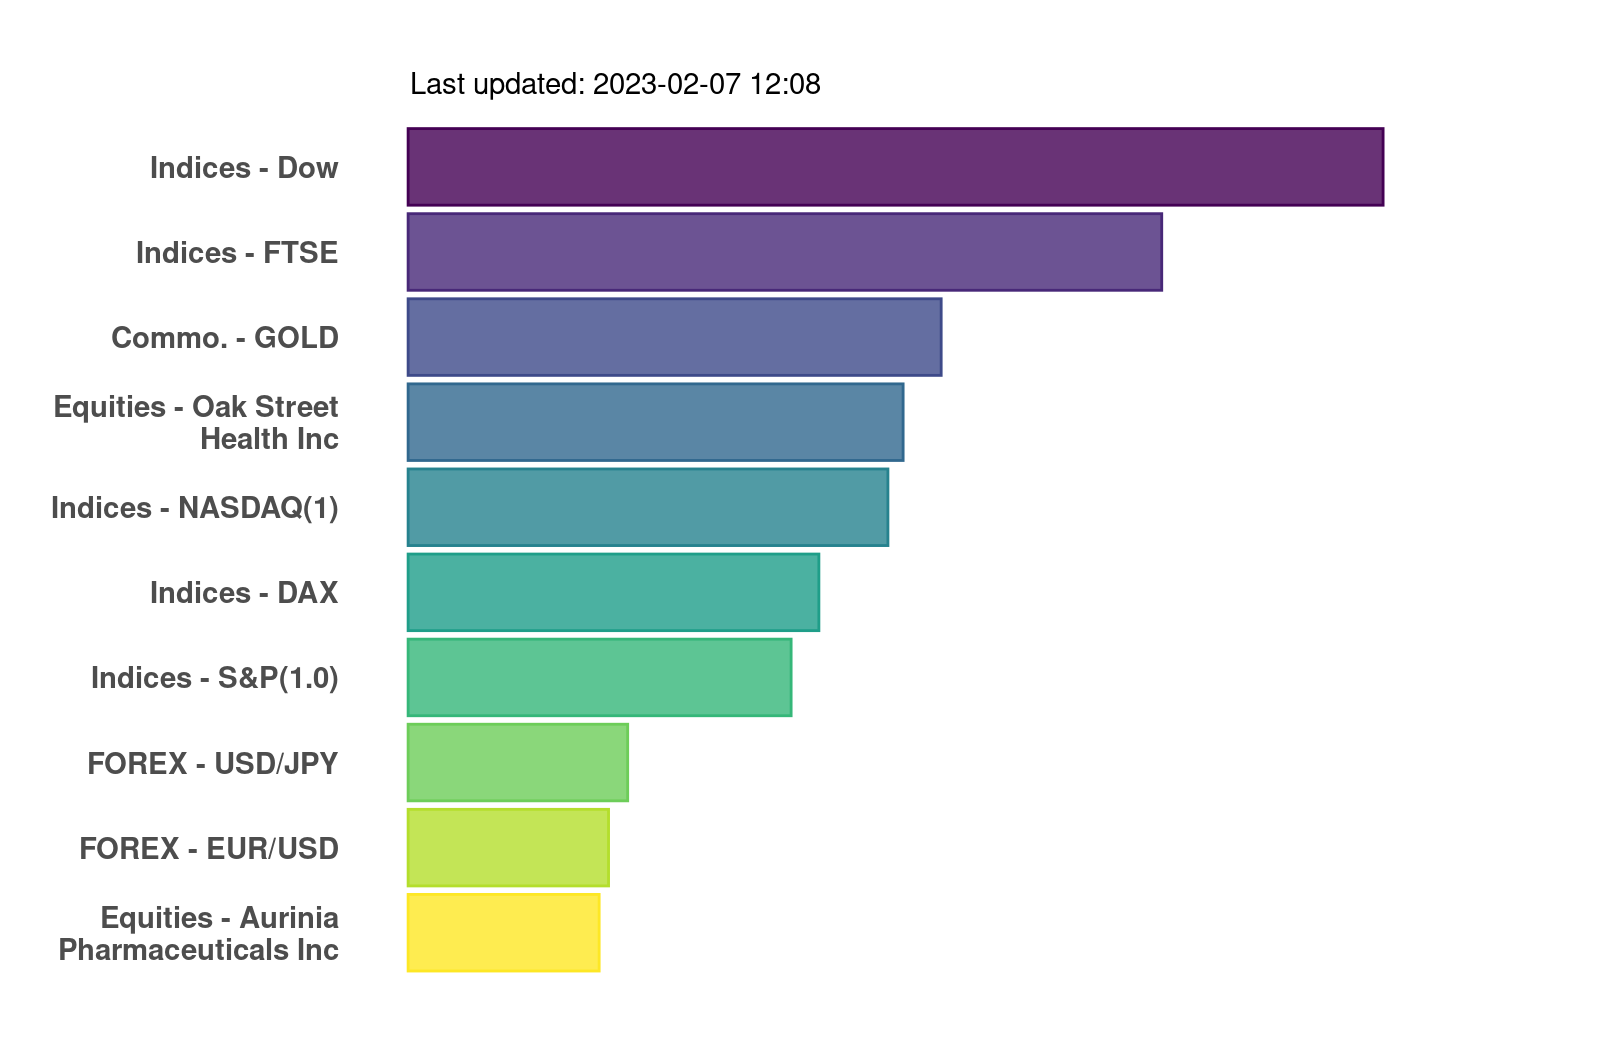 Last updated: 2023-02-07 12:08
Indices - Dow
Indices - FTSE
Commo. - GOLD
Equities - Oak Street
Health Inc
Indices - NASDAQ(1)
Indices - DAX
Indices - S&P(1.0)
FOREX - USD/JPY
FOREX - EUR/USD
Equities - Aurinia
Pharmaceuticals Inc